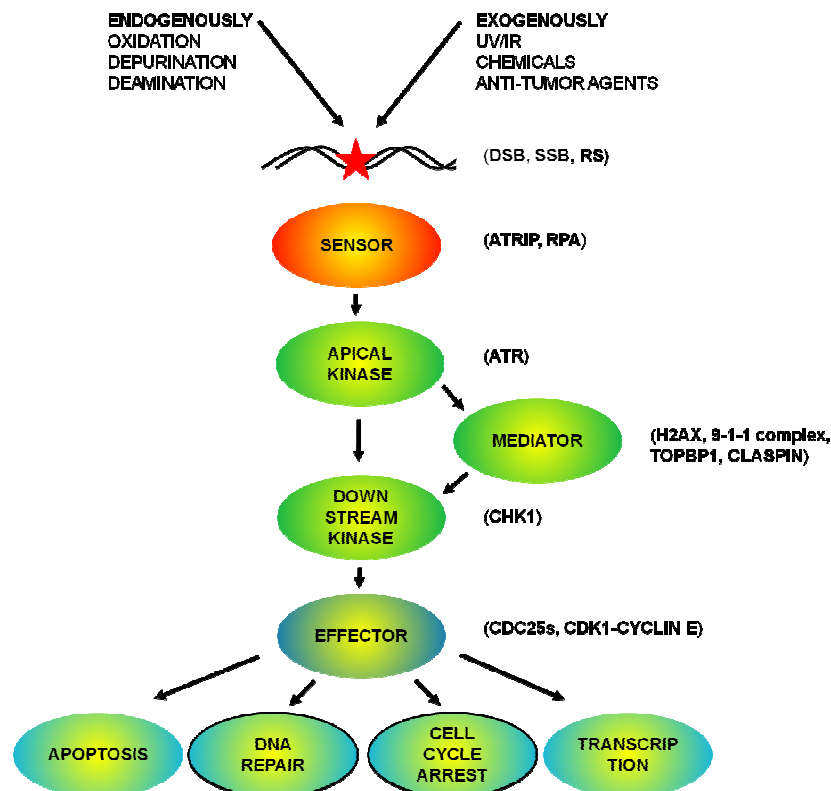 ENDOGENOUSLY
OXIDATION
DEPURINATION
DEAMINATION
EXOGENOUSLY
UV/IR
CHEMICALS
ANTI-TUMOR AGENTS
(DSB, SSB, RS)
SENSOR
(ATRIP, RPA)
APICAL
KINASE
(ATR)
MEDIATOR
(H2AX, 9-1-1 complex,
TOPBP1, CLASPIN)
DOWN
STREAM
KINASE
(CHK1)
EFFECTOR
(CDC25s, CDK1-CYCLIN E)
APOPTOSIS
DNA
REPAIR
CELL
CYCLE
ARREST
TRANSCRIP
TION